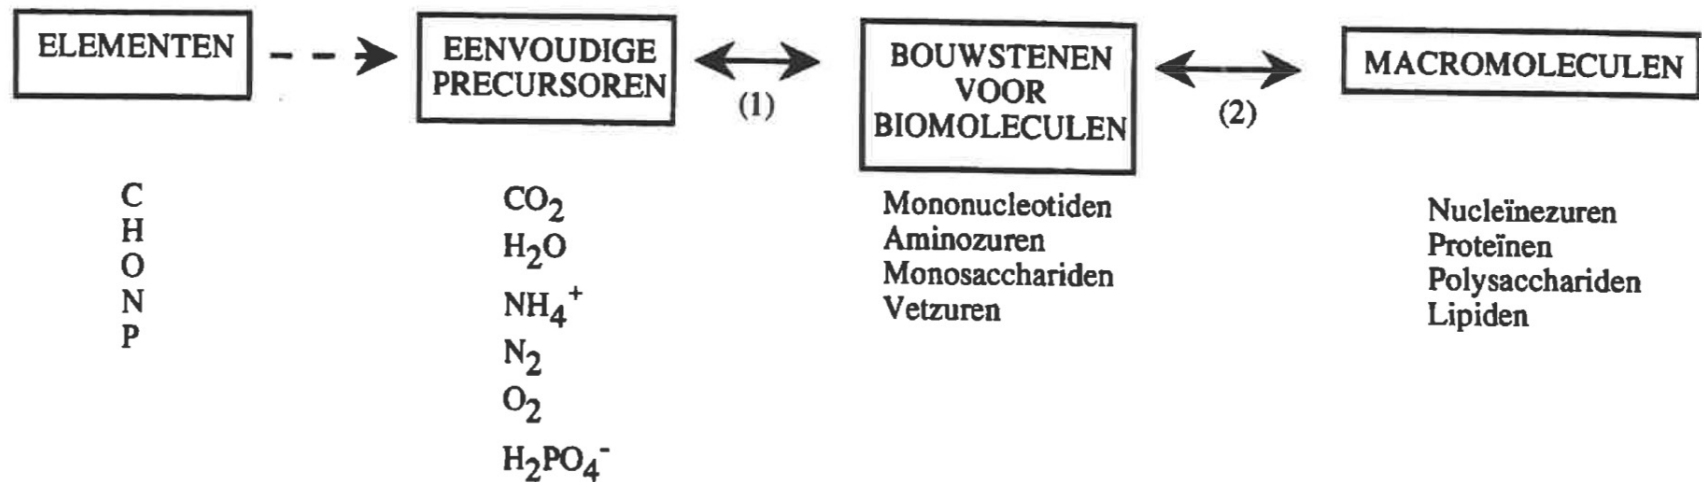 ELEMENTEN
EENVOUDIGE
PRECURSOREN
(1)
BOUWSTENEN
VOOR
BIOMOLECULEN
(2)
MACROMOLECULEN
C
H
O
N
P
CO₂
H₂O
NH₄⁺
N₂
O₂
H₂PO₄⁻
Mononucleotiden
Aminozuren
Monosacchariden
Vetzuren
Nucleïnezuren
Proteïnen
Polysacchariden
Lipiden